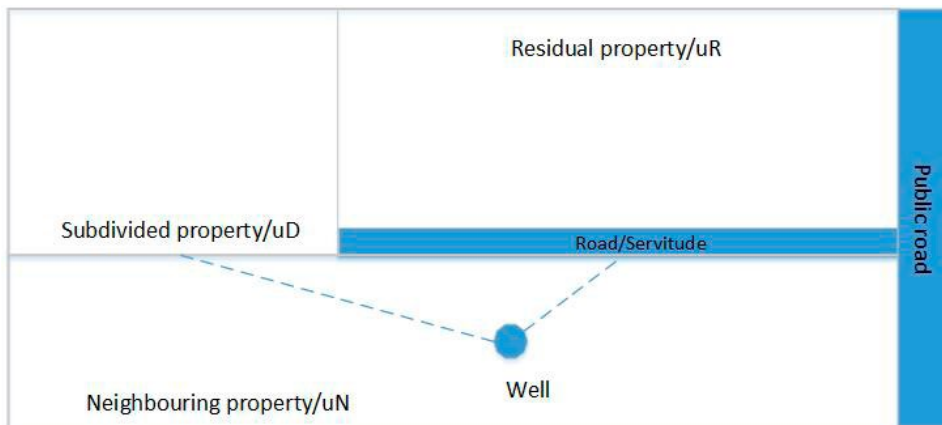 Residual property/uR
Public road
Subdivided property/uD
Road/Servitude
Well
Neighbouring property/uN